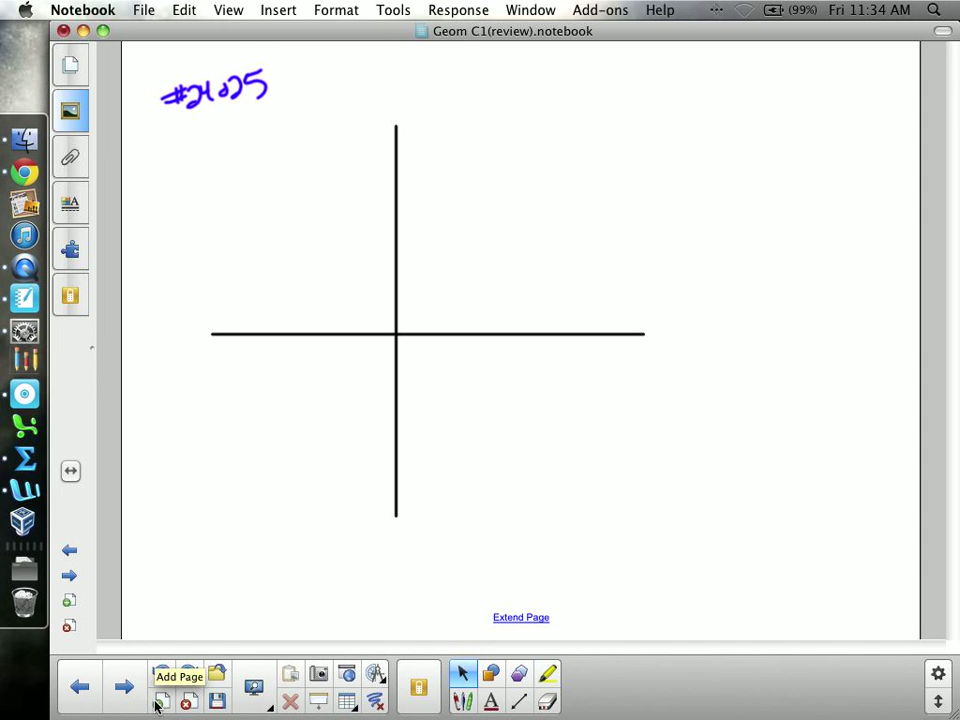 Notebook File Edit View Insert Format Tools Response Window Add-ons Help (99%) Fri 11:34 AM
Geom C1(review).notebook
#24 & 25
Extend Page
Add Page